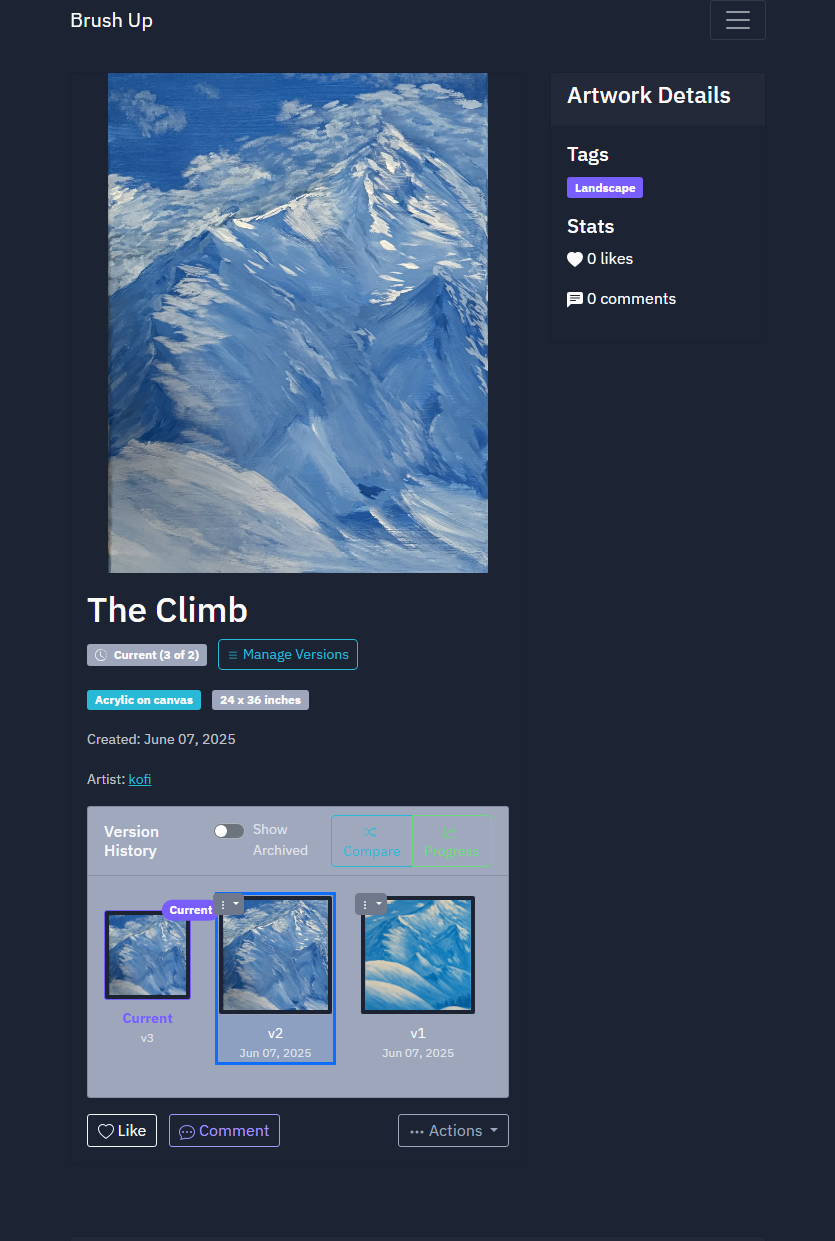 Brush Up
Artwork Details
Tags
Landscape
Stats
0 likes
0 comments
The Climb
Current (3 of 2)
Manage Versions
Acrylic on canvas
24 x 36 inches
Created: June 07, 2025
Artist: kofi
Version
History
Show
Archived
Compare
Progress
Current
Current
v3
v2
Jun 07, 2025
v1
Jun 07, 2025
Like
Comment
Actions